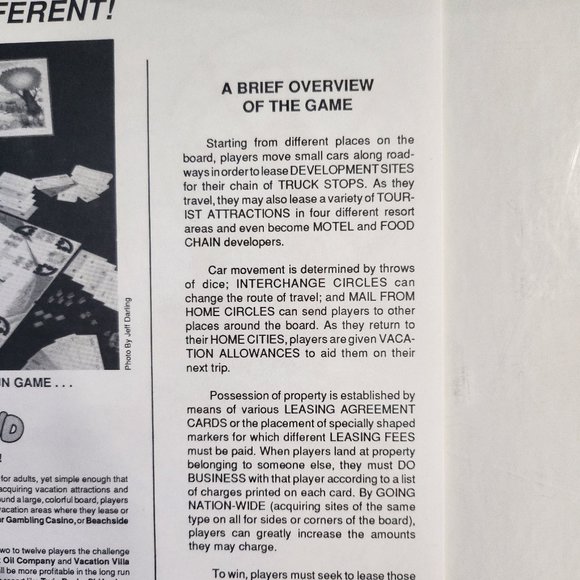 FERENT!
Photo By Jeff Darling
N GAME . . .
!
for adults, yet simple enough that
acquiring vacation attractions and
und a large, colorful board, players
vacation areas where they lease or
or Gambling Casino, or Beachside
wo to twelve players the challenge
Oil Company and Vacation Villa
ll be more profitable in the long run
A BRIEF OVERVIEW
OF THE GAME
Starting from different places on the
board, players move small cars along road-
ways in order to lease DEVELOPMENT SITES
for their chain of TRUCK STOPS. As they
travel, they may also lease a variety of TOUR-
IST ATTRACTIONS in four different resort
areas and even become MOTEL and FOOD
CHAIN developers.
Car movement is determined by throws
of dice; INTERCHANGE CIRCLES can
change the route of travel; and MAIL FROM
HOME CIRCLES can send players to other
places around the board. As they return to
their HOME CITIES, players are given VACA-
TION ALLOWANCES to aid them on their
next trip.
Possession of property is established by
means of various LEASING AGREEMENT
CARDS or the placement of specially shaped
markers for which different LEASING FEES
must be paid. When players land at property
belonging to someone else, they must DO
BUSINESS with that player according to a list
of charges printed on each card. By GOING
NATION-WIDE (acquiring sites of the same
type on all for sides or corners of the board),
players can greatly increase the amounts
they may charge.
To win, players must seek to lease those